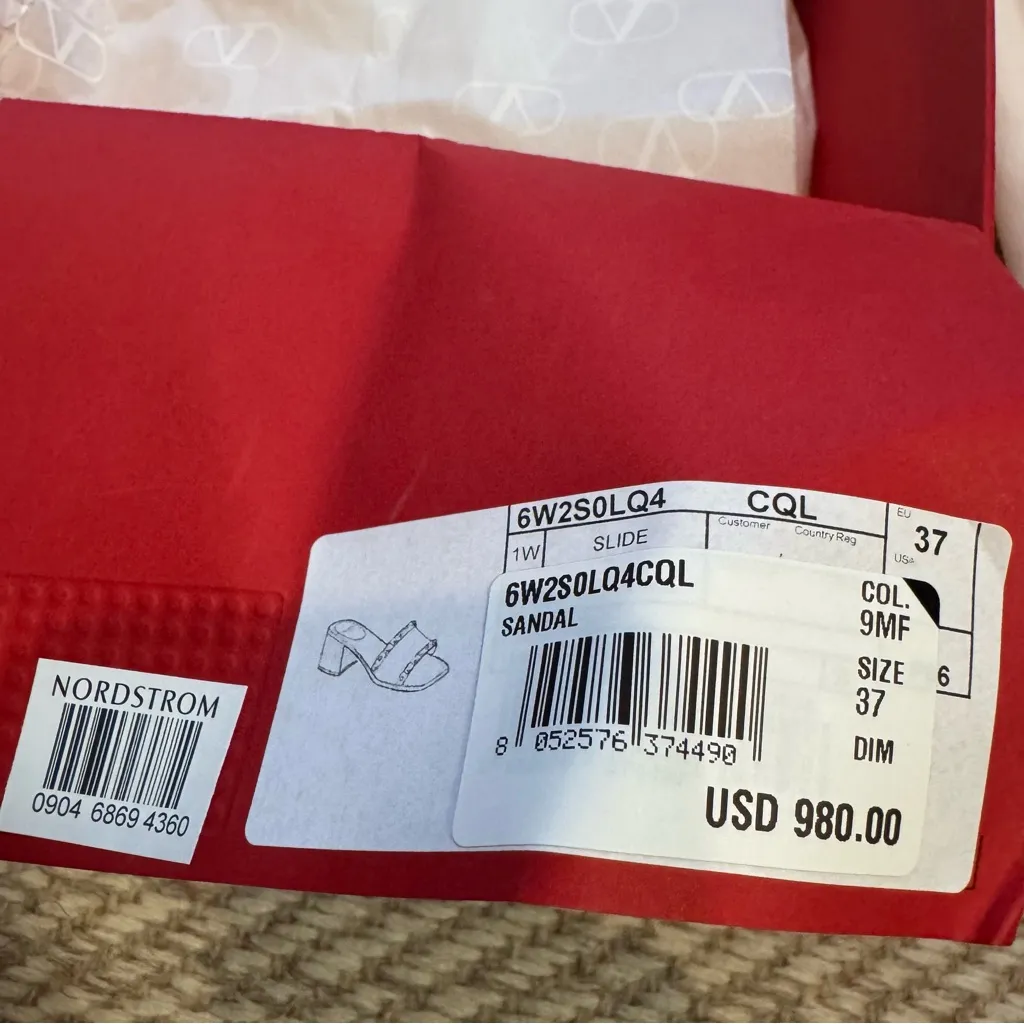 6W2S0LQ4
CQL
EU
37
1W
SLIDE
Customer
Country Reg
USA
6W2S0LQ4CQL
SANDAL
COL.
9MF
SIZE
37
6
DIM
8 052576 374490
USD 980.00
NORDSTROM
0904 6869 4360